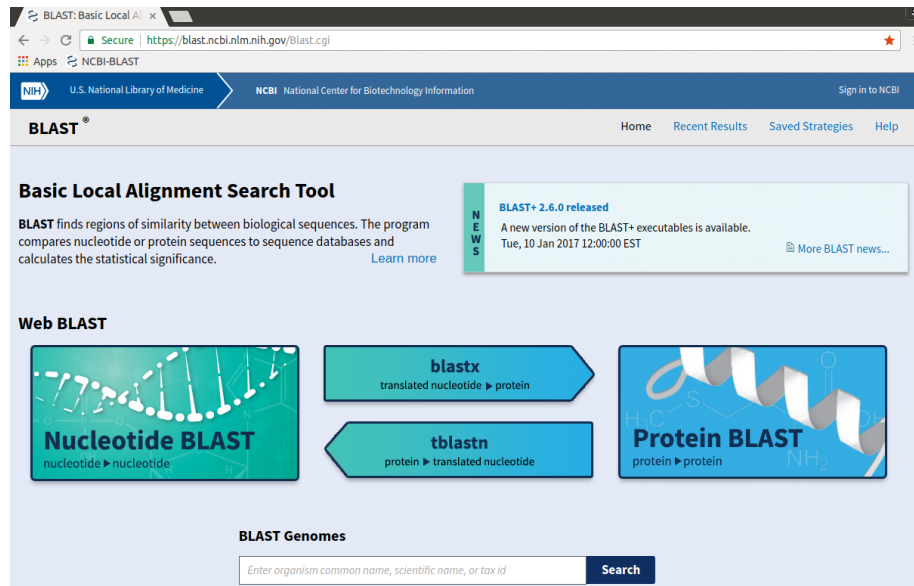 BLAST: Basic Local Al
Secure | https://blast.ncbi.nlm.nih.gov/Blast.cgi
Apps NCBI-BLAST
NIH U.S. National Library of Medicine NCBI National Center for Biotechnology Information Sign in to NCBI
BLAST ® Home Recent Results Saved Strategies Help
Basic Local Alignment Search Tool
BLAST finds regions of similarity between biological sequences. The program
compares nucleotide or protein sequences to sequence databases and
calculates the statistical significance. Learn more
NEWS
BLAST+ 2.6.0 released
A new version of the BLAST+ executables is available.
Tue, 10 Jan 2017 12:00:00 EST
More BLAST news...
Web BLAST
Nucleotide BLAST
nucleotide ▶ nucleotide
blastx
translated nucleotide ▶ protein
tblastn
protein ▶ translated nucleotide
H₃C
S
O
OH
NH₂
Protein BLAST
protein ▶ protein
BLAST Genomes
Enter organism common name, scientific name, or tax id
Search